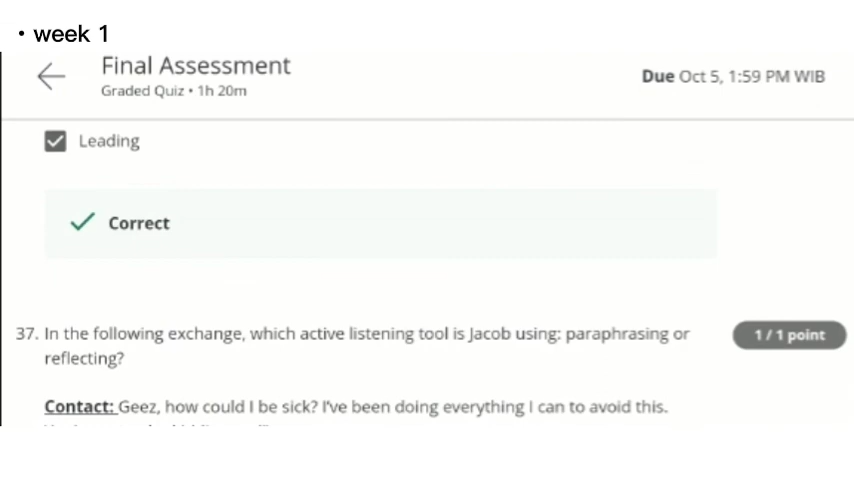 • week 1
Final Assessment
Graded Quiz • 1h 20m
Due Oct 5, 1:59 PM WIB
Leading
Correct
37. In the following exchange, which active listening tool is Jacob using: paraphrasing or
reflecting?
1 / 1 point
Contact: Geez, how could I be sick? I've been doing everything I can to avoid this.